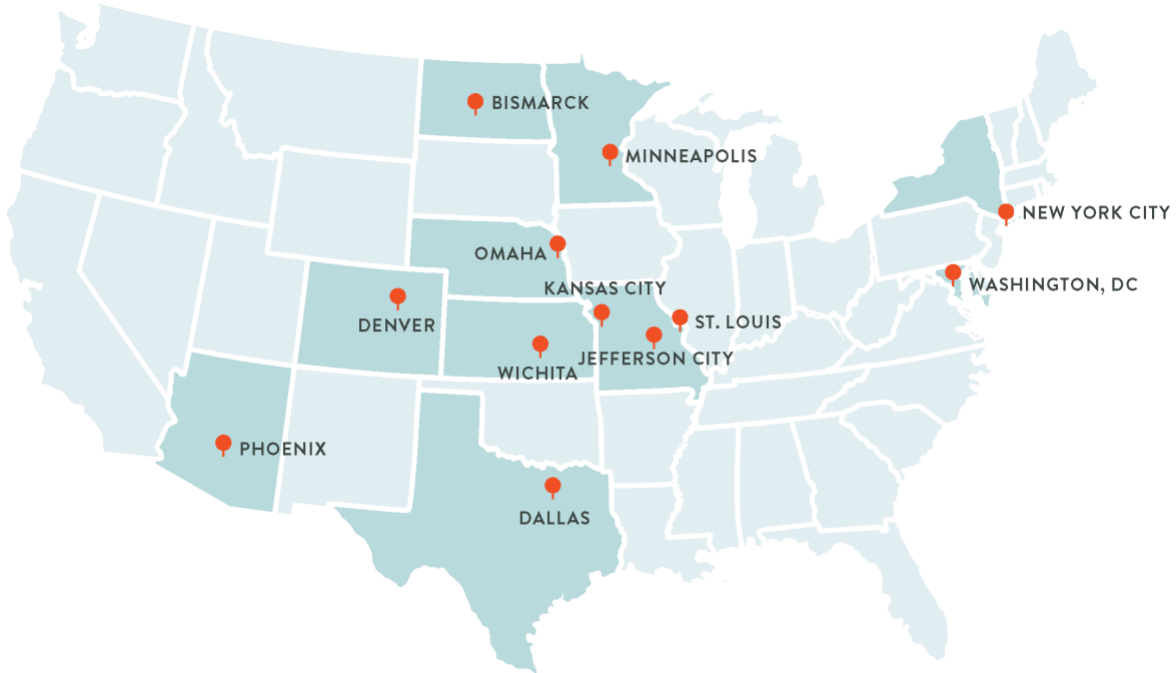 BISMARCK
MINNEAPOLIS
NEW YORK CITY
OMAHA
WASHINGTON, DC
KANSAS CITY
DENVER
ST. LOUIS
JEFFERSON CITY
WICHITA
PHOENIX
DALLAS